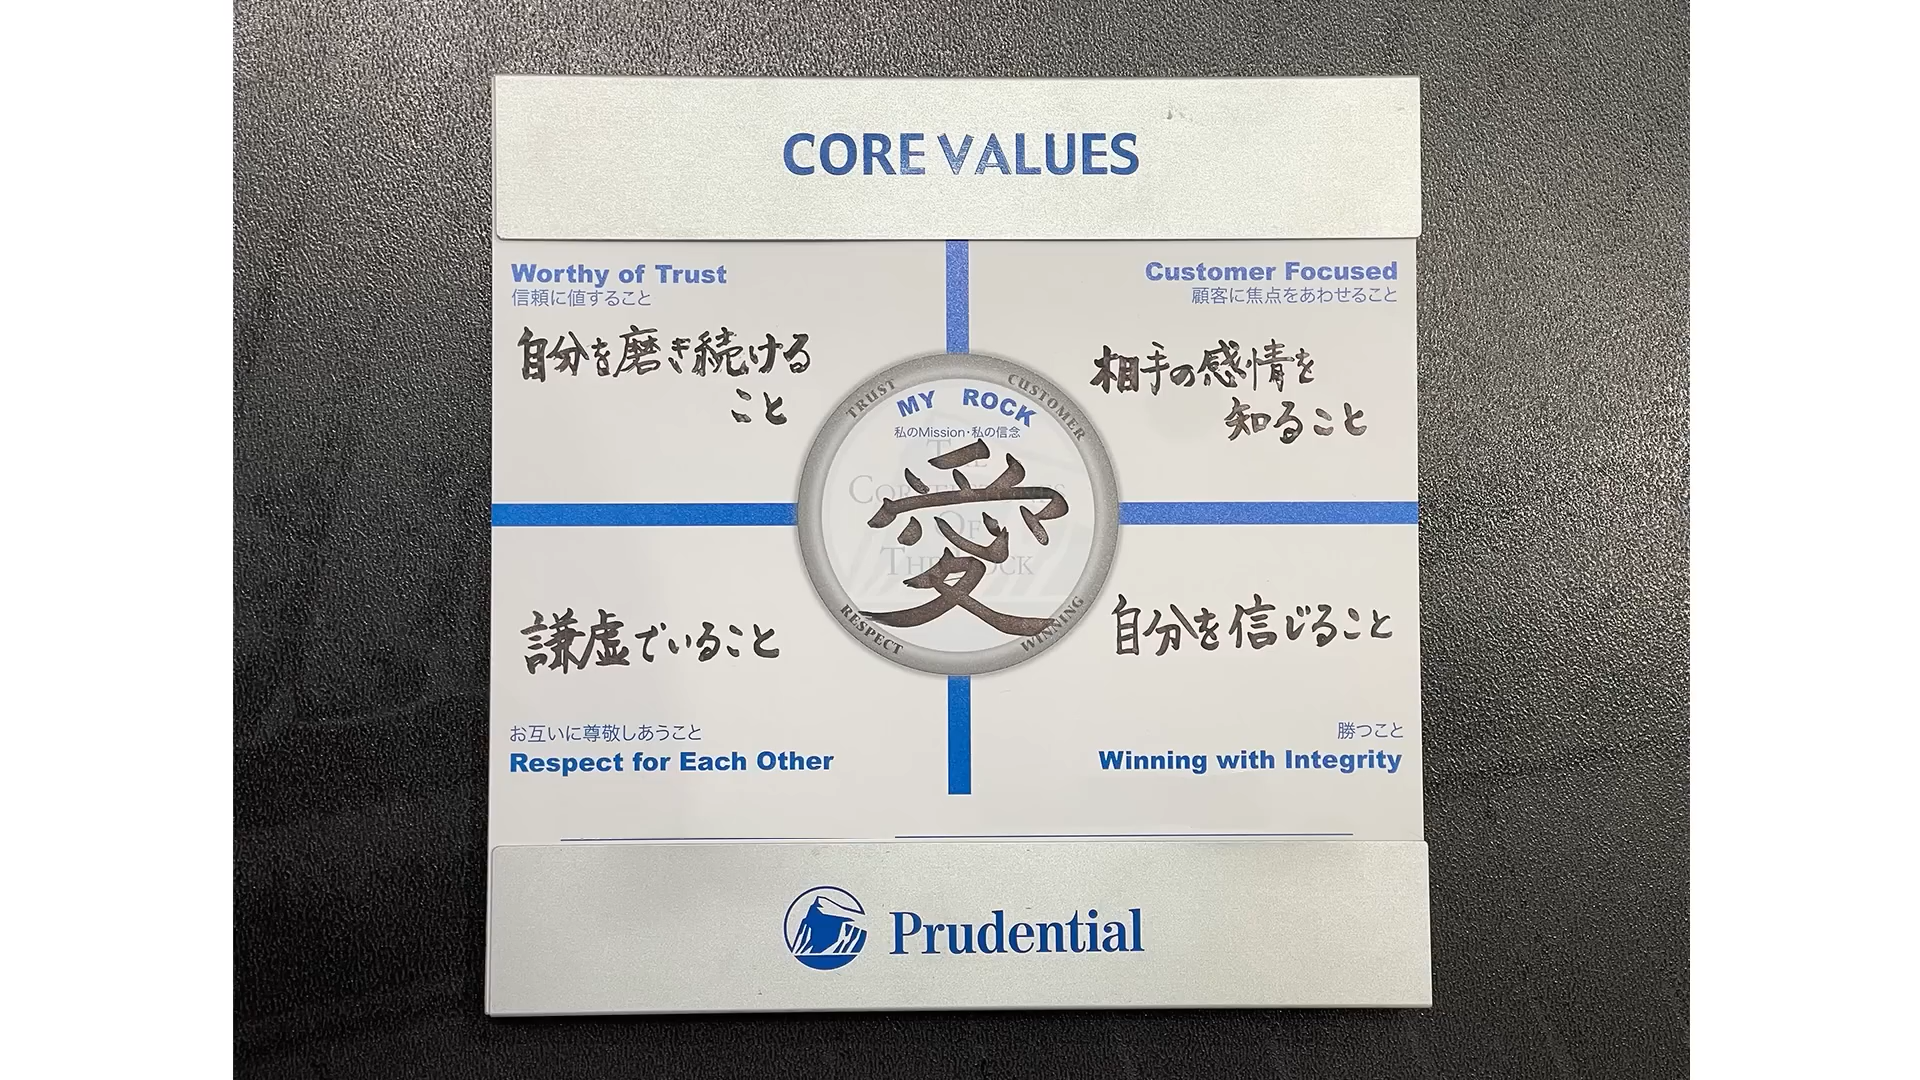 CORE VALUES
Worthy of Trust
信頼に値すること
自分を磨き続ける
こと
Customer Focused
顧客に焦点をあわせること
相手の感情を
知ること
TRUST
CUSTOMER
MY ROCK
私のMission・私の信念
THE
CORNERSTONES
OF
THE ROCK
愛
RESPECT
WINNING
謙虚でいること
お互いに尊敬しあうこと
Respect for Each Other
自分を信じること
勝つこと
Winning with Integrity
Prudential